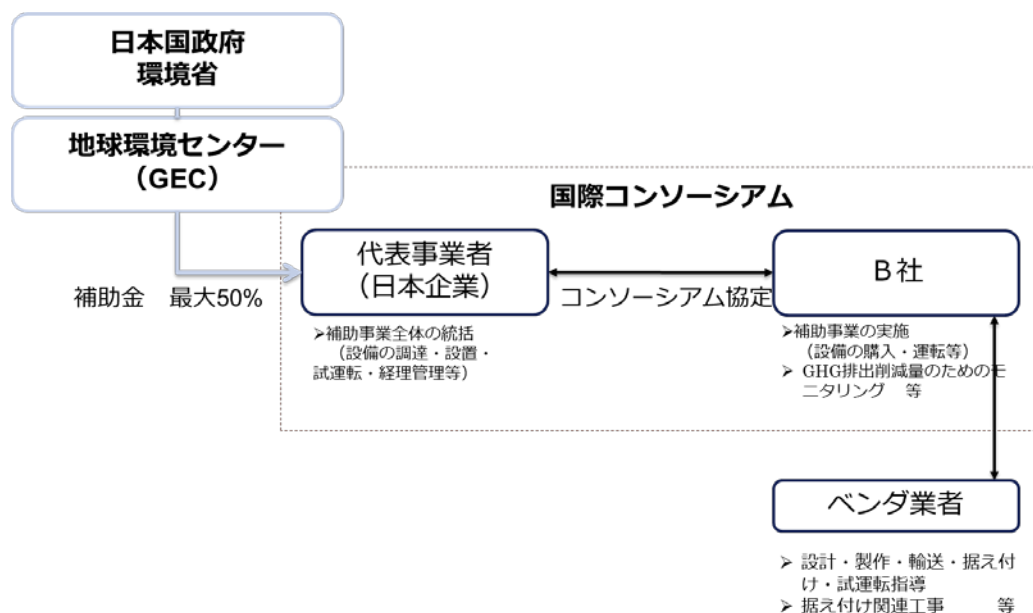 日本国政府
環境省
地球環境センター
（GEC）
国際コンソーシアム
代表事業者
（日本企業）
B社
補助金　最大50%
コンソーシアム協定
➢補助事業全体の統括
（設備の調達・設置・
試運転・経理管理等）
➢補助事業の実施
（設備の購入・運転等）
➢ GHG排出削減量のためのモ
ニタリング　等
ベンダ業者
➢ 設計・製作・輸送・据え付
け・試運転指導
➢ 据え付け関連工事　　等